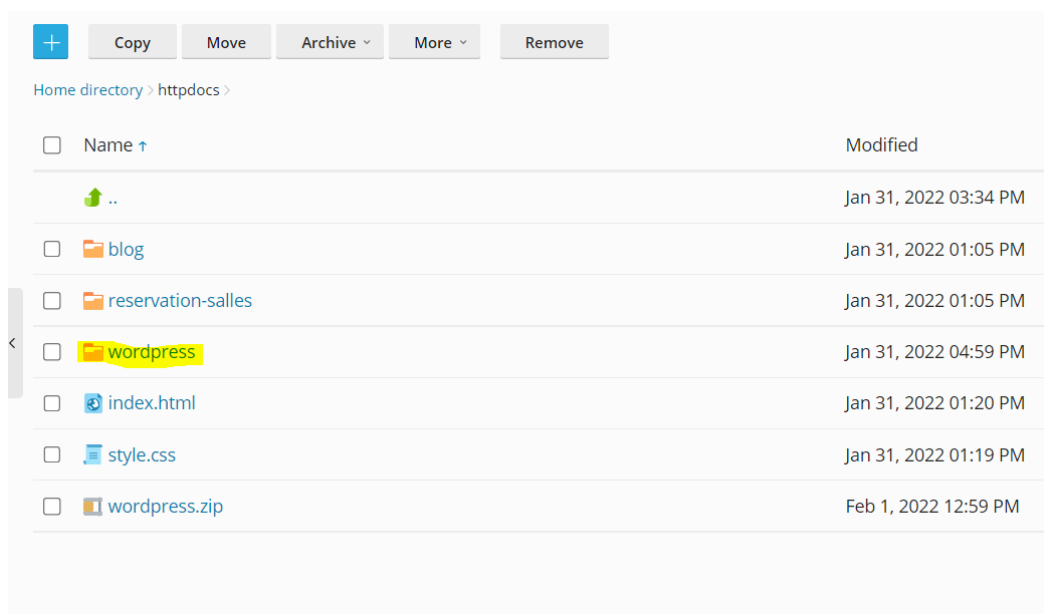 + Copy Move Archive More Remove
Home directory > httpdocs >
Name ↑ Modified
.. Jan 31, 2022 03:34 PM
blog Jan 31, 2022 01:05 PM
reservation-salles Jan 31, 2022 01:05 PM
wordpress Jan 31, 2022 04:59 PM
index.html Jan 31, 2022 01:20 PM
style.css Jan 31, 2022 01:19 PM
wordpress.zip Feb 1, 2022 12:59 PM